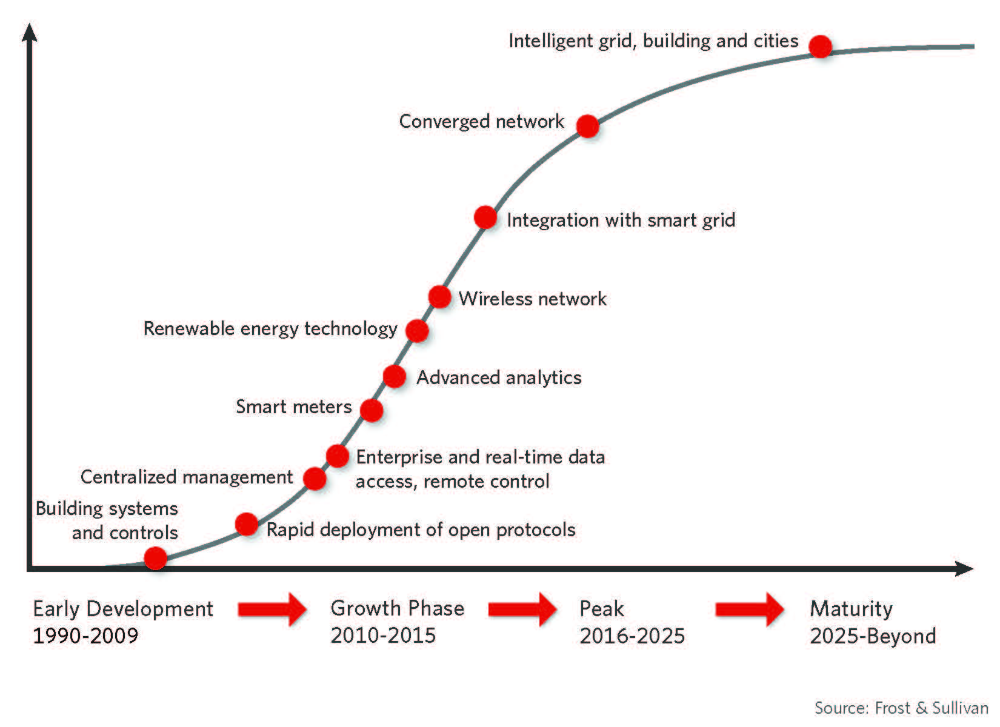 Intelligent grid, building and cities
Converged network
Integration with smart grid
Wireless network
Renewable energy technology
Advanced analytics
Smart meters
Enterprise and real-time data
access, remote control
Centralized management
Building systems
and controls
Rapid deployment of open protocols
Early Development
1990-2009
Growth Phase
2010-2015
Peak
2016-2025
Maturity
2025-Beyond
Source: Frost & Sullivan